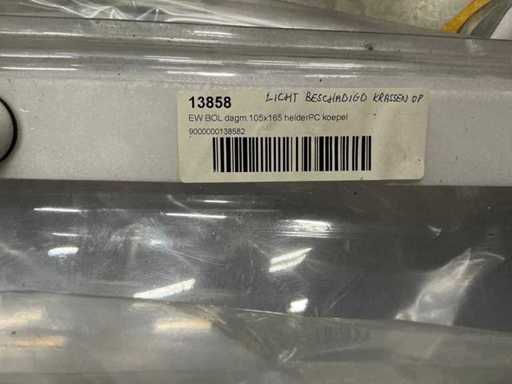 13858 LICHT BESCHADIGD KRASSEN OP
EW BOL dagm.105x165 helderPC koepel
9000000138582